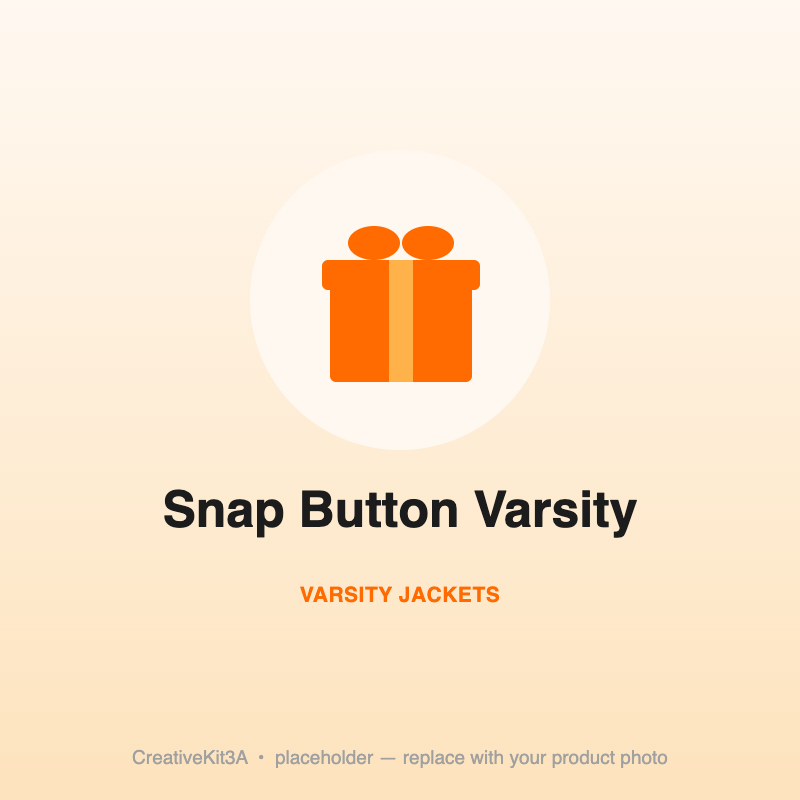 Snap Button Varsity
VARSITY JACKETS
CreativeKit3A • placeholder — replace with your product photo